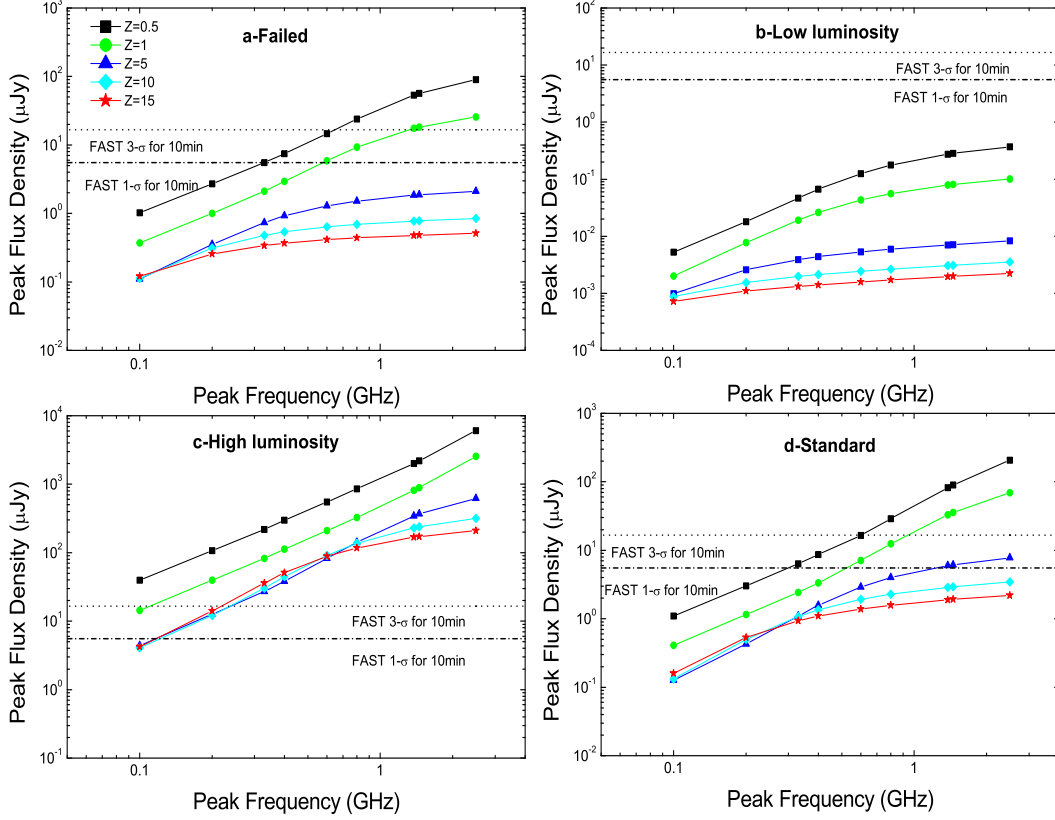 a-Failed
Z=0.5
Z=1
Z=5
Z=10
Z=15
FAST 3-σ for 10min
FAST 1-σ for 10min
10³
10²
10¹
10⁰
10⁻¹
10⁻²
0.1
1
Peak Flux Density (μJy)
Peak Frequency (GHz)
b-Low luminosity
FAST 3-σ for 10min
FAST 1-σ for 10min
10²
10¹
10⁰
10⁻¹
10⁻²
10⁻³
10⁻⁴
0.1
1
Peak Flux Density (μJy)
Peak Frequency (GHz)
c-High luminosity
FAST 3-σ for 10min
FAST 1-σ for 10min
10⁴
10³
10²
10¹
10⁰
10⁻¹
0.1
1
Peak Flux Density (μJy)
Peak Frequency (GHz)
d-Standard
FAST 3-σ for 10min
FAST 1-σ for 10min
10³
10²
10¹
10⁰
10⁻¹
10⁻²
0.1
1
Peak Flux Density (μJy)
Peak Frequency (GHz)